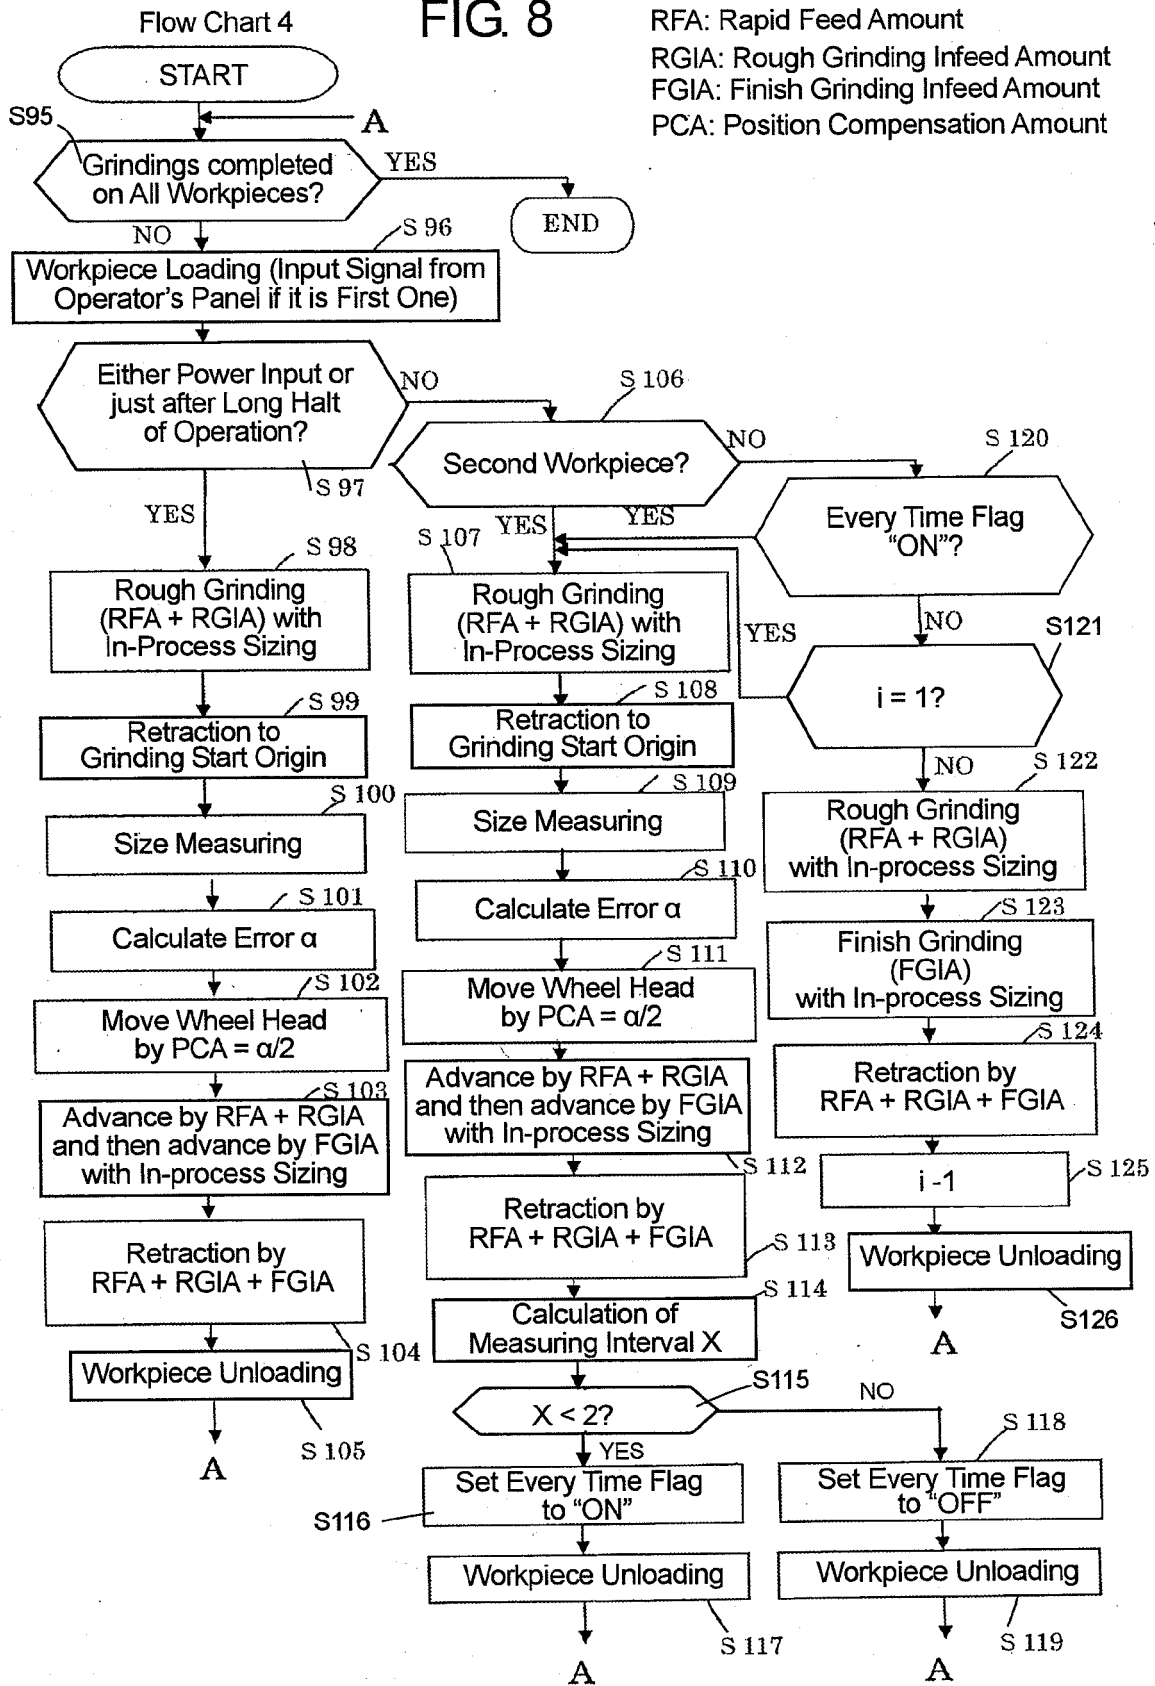 Flow Chart 4
FIG. 8
RFA: Rapid Feed Amount
RGIA: Rough Grinding Infeed Amount
FGIA: Finish Grinding Infeed Amount
PCA: Position Compensation Amount
START
A
S95
Grindings completed
on All Workpieces?
YES
END
NO
S 96
Workpiece Loading (Input Signal from
Operator's Panel if it is First One)
Either Power Input or
just after Long Halt
of Operation?
NO
S 97
YES
S 98
Rough Grinding
(RFA + RGIA) with
In-Process Sizing
S 99
Retraction to
Grinding Start Origin
S 100
Size Measuring
S 101
Calculate Error α
S 102
Move Wheel Head
by PCA = α/2
S 103
Advance by RFA + RGIA
and then advance by FGIA
with In-process Sizing
Retraction by
RFA + RGIA + FGIA
S 104
Workpiece Unloading
S 105
A
S 106
Second Workpiece?
NO
YES
S 107
Rough Grinding
(RFA + RGIA) with
In-Process Sizing
S 108
Retraction to
Grinding Start Origin
S 109
Size Measuring
S 110
Calculate Error α
S 111
Move Wheel Head
by PCA = α/2
Advance by RFA + RGIA
and then advance by FGIA
with In-process Sizing
S 112
Retraction by
RFA + RGIA + FGIA
S 113
S 114
Calculation of
Measuring Interval X
S115
X < 2?
NO
YES
Set Every Time Flag
to “ON”
S116
Workpiece Unloading
S 117
A
S 118
Set Every Time Flag
to “OFF”
Workpiece Unloading
S 119
A
S 120
Every Time Flag
“ON”?
YES
NO
S121
i = 1?
YES
NO
S 122
Rough Grinding
(RFA + RGIA)
with In-process Sizing
S 123
Finish Grinding
(FGIA)
with In-process Sizing
S 124
Retraction by
RFA + RGIA + FGIA
i -1
S 125
Workpiece Unloading
S126
A